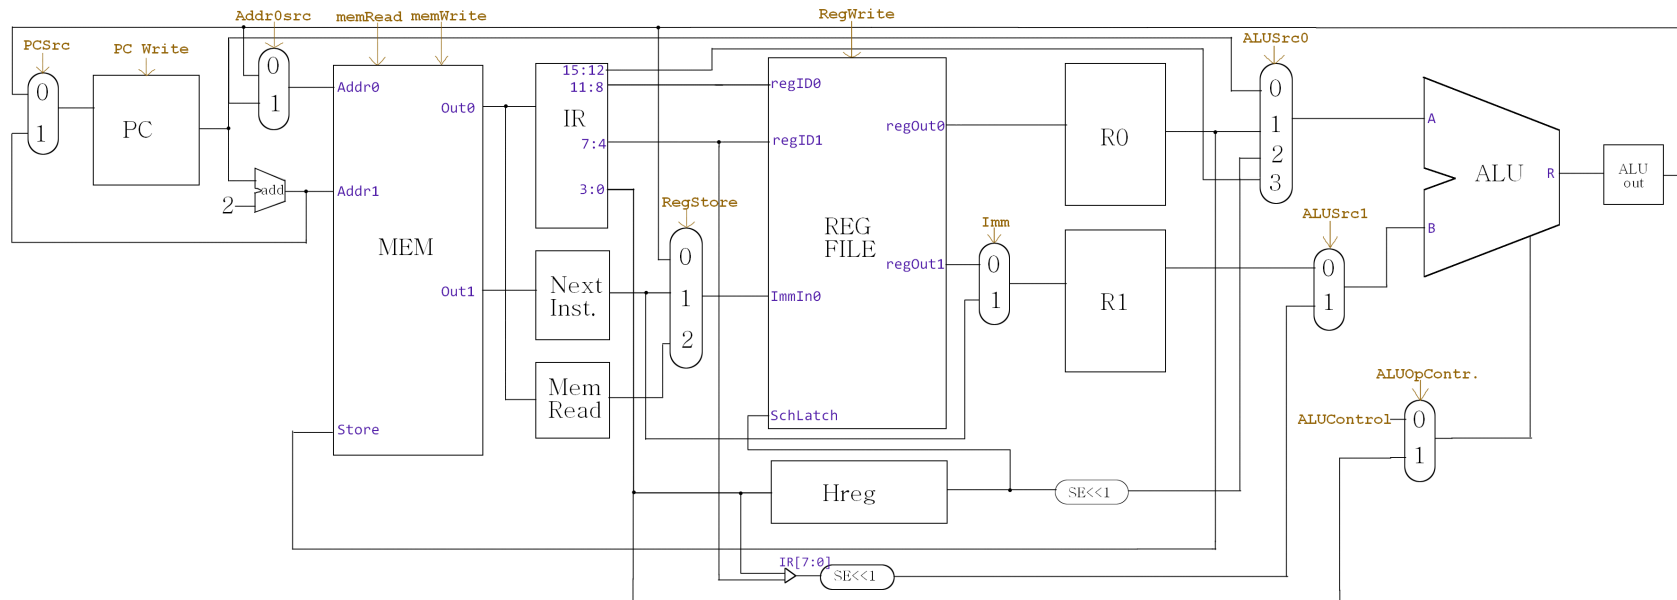 Addr0src
memRead
memWrite
RegWrite
PCSrc
PC Write
ALUSrc0
0
1
PC
0
1
2
add
Addr0
Out0
Addr1
MEM
Out1
Store
15:12
11:8
IR
7:4
3:0
Next
Inst.
Mem
Read
RegStore
0
1
2
regID0
regOut0
regID1
REG
FILE
regOut1
ImmIn0
SchLatch
Imm
0
1
R0
R1
0
1
2
3
ALUSrc1
0
1
A
B
ALU
R
ALU
out
ALUOpContr.
ALUControl
0
1
Hreg
SE<<1
IR[7:0]
SE<<1